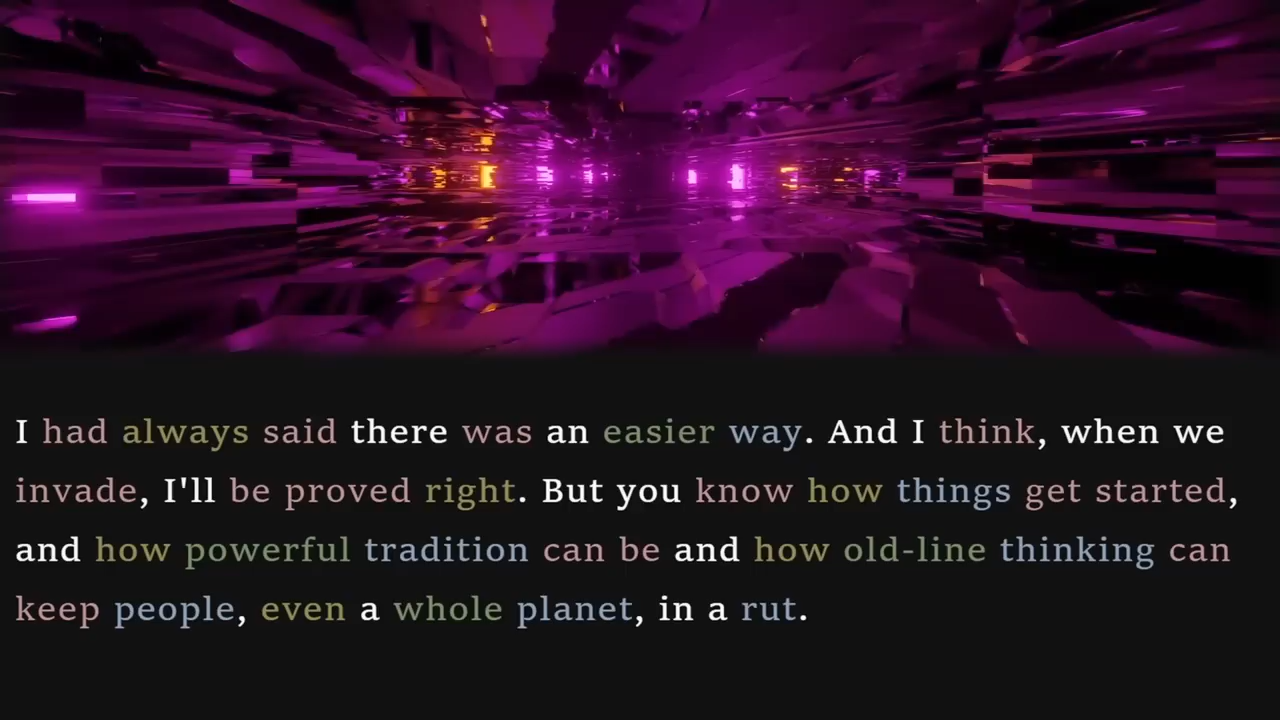 I had always said there was an easier way. And I think, when we
invade, I'll be proved right. But you know how things get started,
and how powerful tradition can be and how old-line thinking can
keep people, even a whole planet, in a rut.